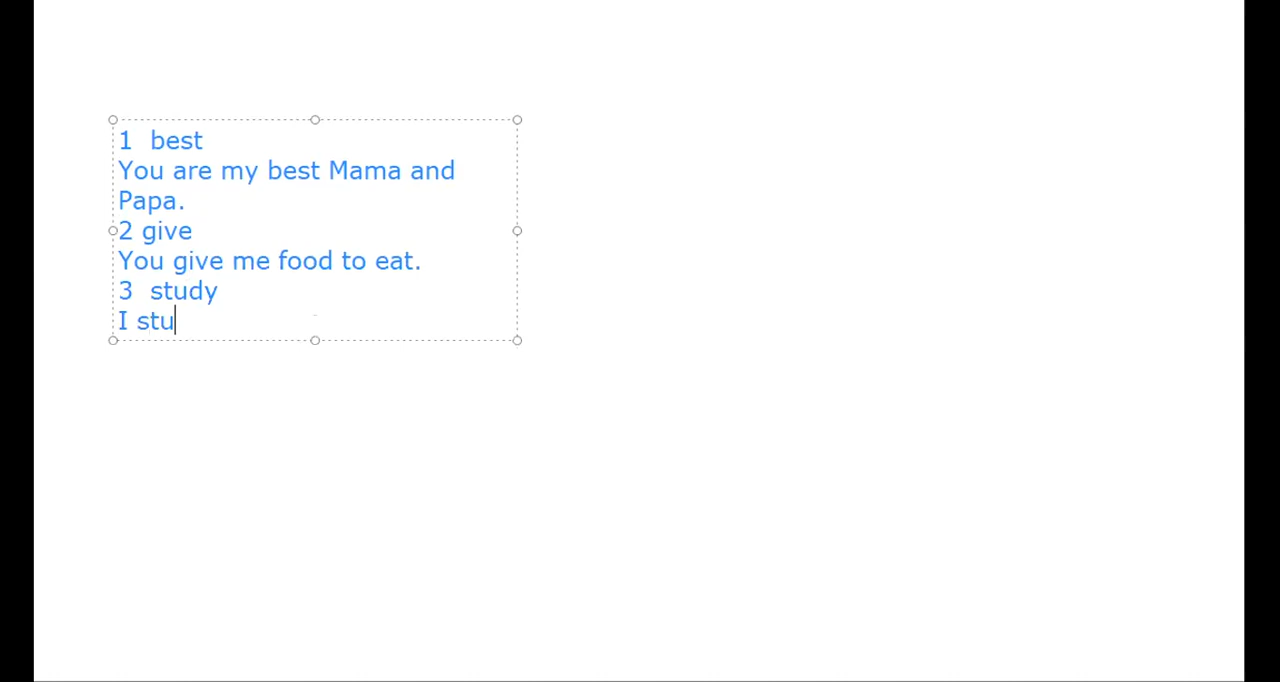 1  best
You are my best Mama and
Papa.
2 give
You give me food to eat.
3  study
I stu